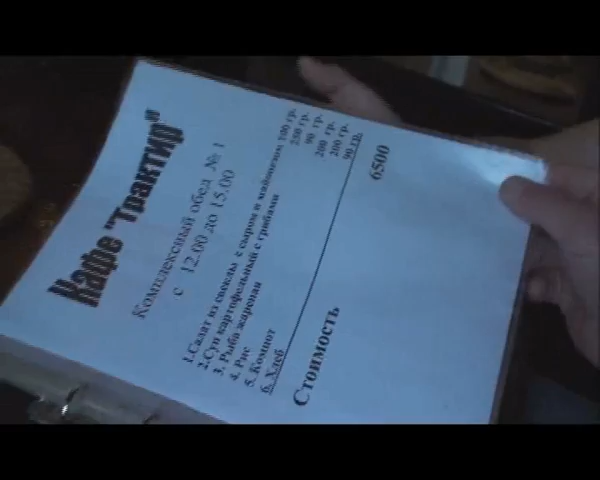 Кафе "Трактир"
Комплексный обед № 1
с 12.00 до 15.00
1.Салат из свеклы с сыром и майонезом 100 гр.
2.Суп картофельный с грибами 250 гр.
3. Рыба жареная 90 гр.
4. Рис 200 гр.
5. Компот 200 гр.
6. Хлеб 90 гр.
Стоимость 6500